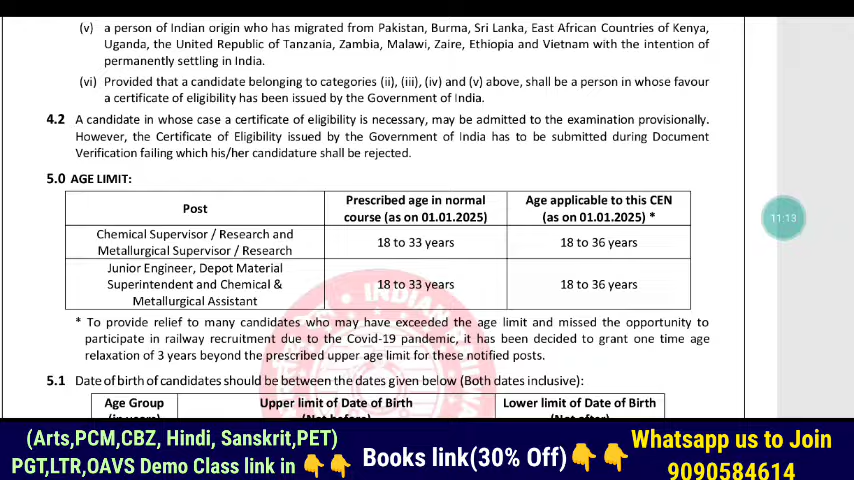 (v) a person of Indian origin who has migrated from Pakistan, Burma, Sri Lanka, East African Countries of Kenya,
Uganda, the United Republic of Tanzania, Zambia, Malawi, Zaire, Ethiopia and Vietnam with the intention of
permanently settling in India.
(vi) Provided that a candidate belonging to categories (ii), (iii), (iv) and (v) above, shall be a person in whose favour
a certificate of eligibility has been issued by the Government of India.
4.2 A candidate in whose case a certificate of eligibility is necessary, may be admitted to the examination provisionally.
However, the Certificate of Eligibility issued by the Government of India has to be submitted during Document
Verification failing which his/her candidature shall be rejected.
5.0 AGE LIMIT:
Post
Prescribed age in normal
course (as on 01.01.2025)
Age applicable to this CEN
(as on 01.01.2025) *
Chemical Supervisor / Research and
Metallurgical Supervisor / Research
18 to 33 years
18 to 36 years
Junior Engineer, Depot Material
Superintendent and Chemical &
Metallurgical Assistant
18 to 33 years
18 to 36 years
* To provide relief to many candidates who may have exceeded the age limit and missed the opportunity to
participate in railway recruitment due to the Covid-19 pandemic, it has been decided to grant one time age
relaxation of 3 years beyond the prescribed upper age limit for these notified posts.
5.1 Date of birth of candidates should be between the dates given below (Both dates inclusive):
Age Group
Upper limit of Date of Birth
Lower limit of Date of Birth
11:13
INDIAN
(Arts,PCM,CBZ, Hindi, Sanskrit,PET)
PGT,LTR,OAVS Demo Class link in 👇👇
Books link(30% Off)👇👇
Whatsapp us to Join
9090584614